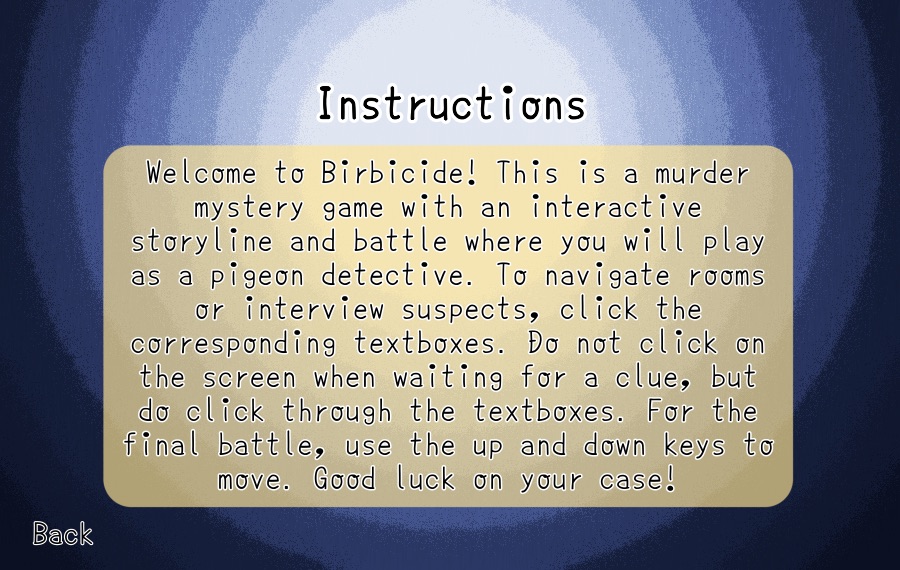 Instructions
Welcome to Birbicide! This is a murder
mystery game with an interactive
storyline and battle where you will play
as a pigeon detective. To navigate rooms
or interview suspects, click the
corresponding textboxes. Do not click on
the screen when waiting for a clue, but
do click through the textboxes. For the
final battle, use the up and down keys to
move. Good luck on your case!
Back